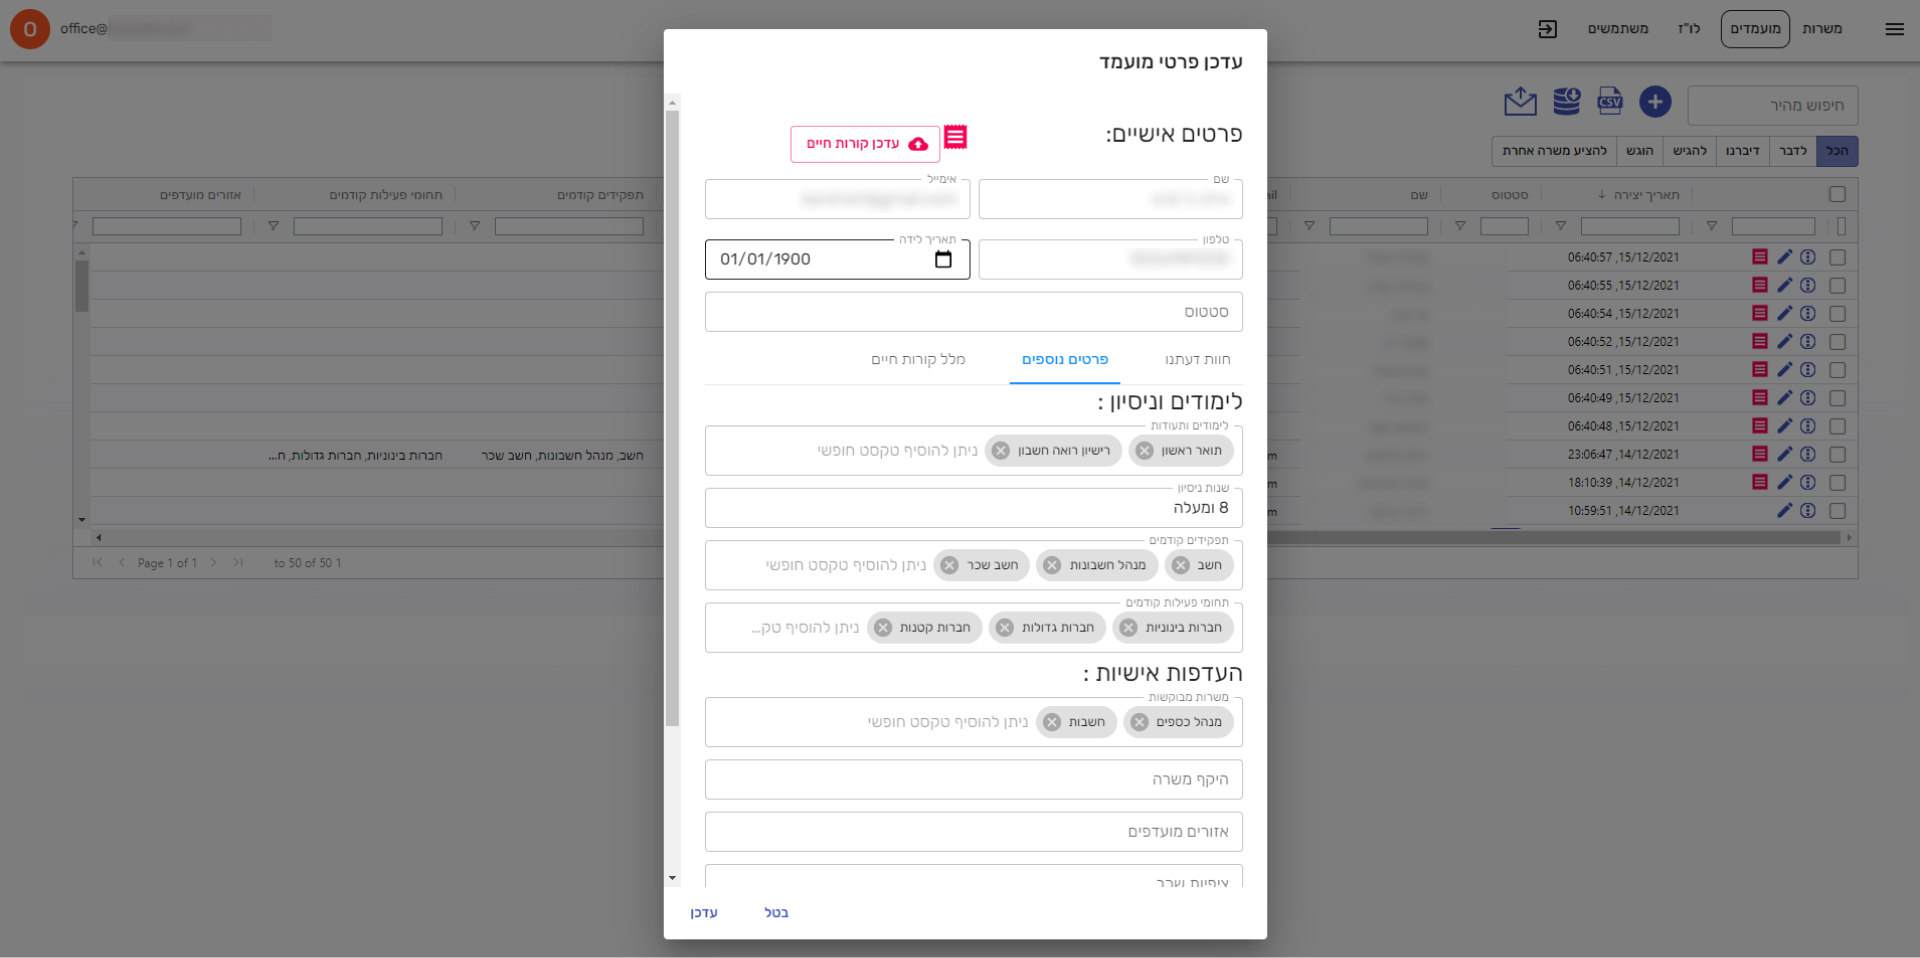 משרות
מועמדים
לו"ז
משתמשים
office@
O
חיפוש מהיר
CSV
הכל
לדבר
דיברנו
להגיש
הוגש
להציע משרה אחרת
תאריך יצירה
סטטוס
שם
ail
תפקידים קודמים
תחומי פעילות קודמים
אזורים מועדפים
06:40:57 ,15/12/2021
06:40:55 ,15/12/2021
06:40:54 ,15/12/2021
06:40:52 ,15/12/2021
06:40:51 ,15/12/2021
06:40:49 ,15/12/2021
06:40:48 ,15/12/2021
23:06:47 ,14/12/2021
m
חשב, מנהל חשבונות, חשב שכר
חברות בינוניות, חברות גדולות, ח...
18:10:39 ,14/12/2021
m
10:59:51 ,14/12/2021
m
Page 1 of 1
to 50 of 50 1
עדכן פרטי מועמד
פרטים אישיים:
עדכן קורות חיים
שם
אימייל
טלפון
תאריך לידה
01/01/1900
סטטוס
חוות דעתנו
פרטים נוספים
מלל קורות חיים
לימודים וניסיון :
לימודים ותעודות
תואר ראשון
רישיון רואה חשבון
ניתן להוסיף טקסט חופשי
שנות ניסיון
8 ומעלה
תפקידים קודמים
חשב
מנהל חשבונות
חשב שכר
ניתן להוסיף טקסט חופשי
תחומי פעילות קודמים
חברות בינוניות
חברות גדולות
חברות קטנות
ניתן להוסיף טק...
העדפות אישיות :
משרות מבוקשות
מנהל כספים
חשבות
ניתן להוסיף טקסט חופשי
היקף משרה
אזורים מועדפים
ציפיות שכר
בטל
עדכן